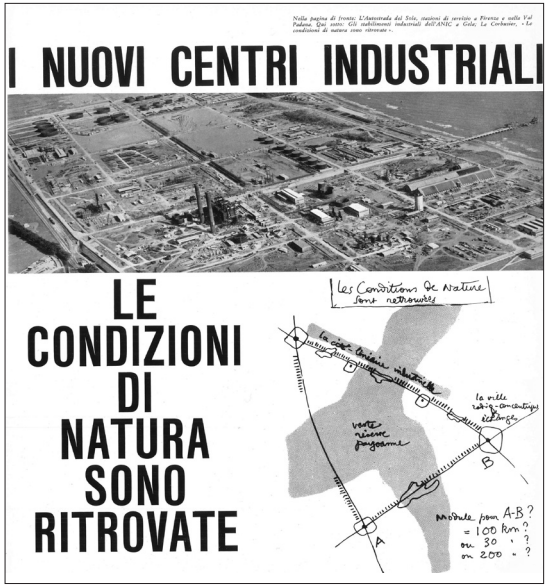 Nella pagina di fronte: L'Autostrada del Sole, stazioni di servizio a Firenze e nella Val
Padana. Qui sotto: Gli stabilimenti industriali dell'ANIC a Gela; Le Corbusier, « Le
condizioni di natura sono ritrovate ».
I NUOVI CENTRI INDUSTRIALI
LE
CONDIZIONI
DI
NATURA
SONO
RITROVATE
Les Conditions de Nature
sont retrouvées
la cité linéaire industrielle
la ville
radio-concentrique
d'échange
vaste
réserve
paysanne
B
A
Module pour A-B?
= 100 km?
ou 30 " ?
ou 200 " ?